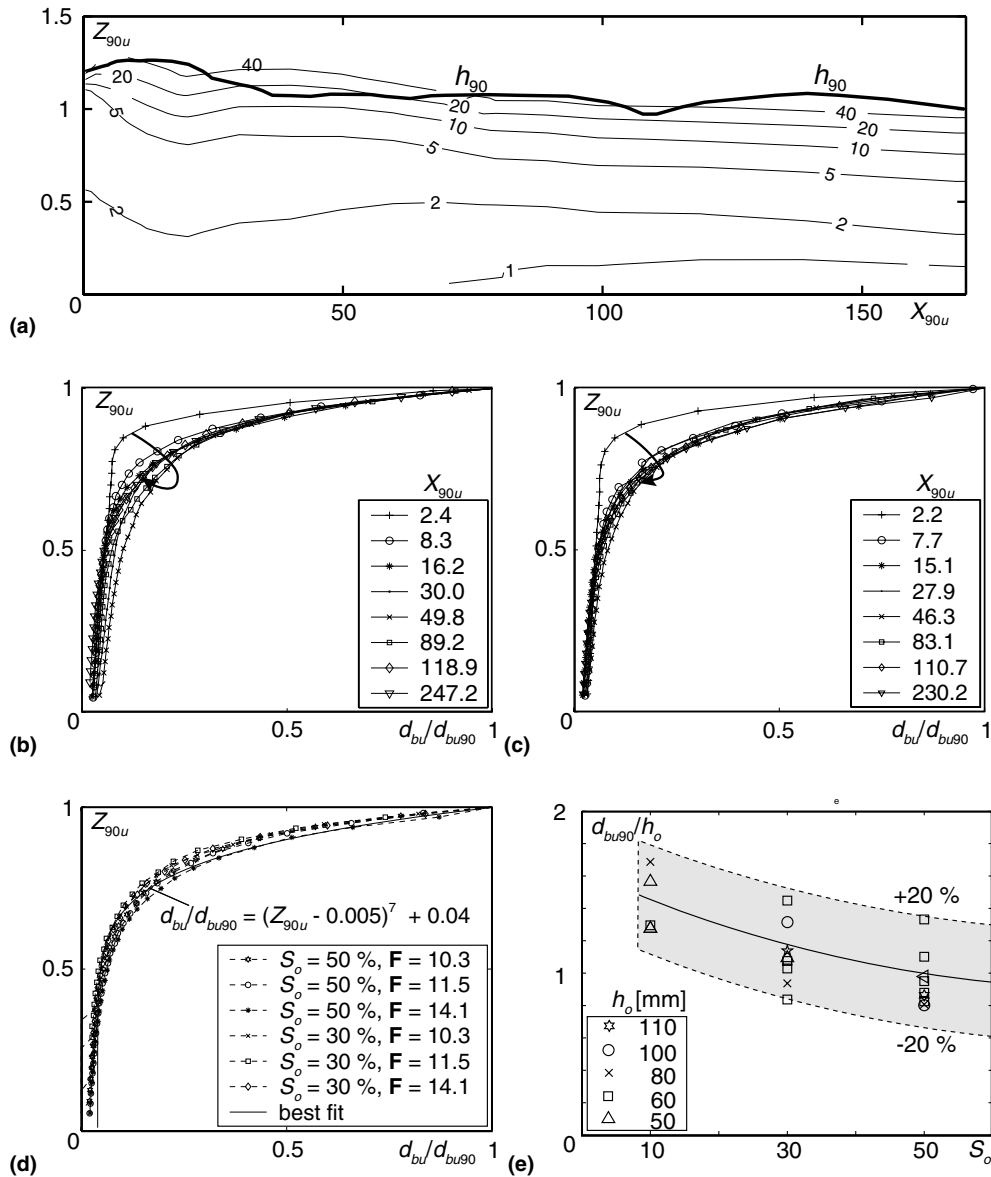 1.5
Z90u
40
h90
h90
20
40
1
20
10
20
5
10
5
5
0.5
2
2
2
1
0
0
50
100
150
X90u
(a)
1
Z90u
X90u
2.4
8.3
16.2
30.0
49.8
89.2
118.9
247.2
0.5
0
0
0.5
1
dbu/dbu90
(b)
1
Z90u
X90u
2.2
7.7
15.1
27.9
46.3
83.1
110.7
230.2
0.5
0
0
0.5
1
dbu/dbu90
(c)
1
Z90u
dbu/dbu90 = (Z90u - 0.005)7 + 0.04
0.5
So = 50 %, F = 10.3
So = 50 %, F = 11.5
So = 50 %, F = 14.1
So = 30 %, F = 10.3
So = 30 %, F = 11.5
So = 30 %, F = 14.1
best fit
0
0
0.5
1
dbu/dbu90
(d)
e
2
dbu90/ho
+20 %
1
-20 %
ho [mm]
110
100
80
60
50
0
10
30
50
So
(e)